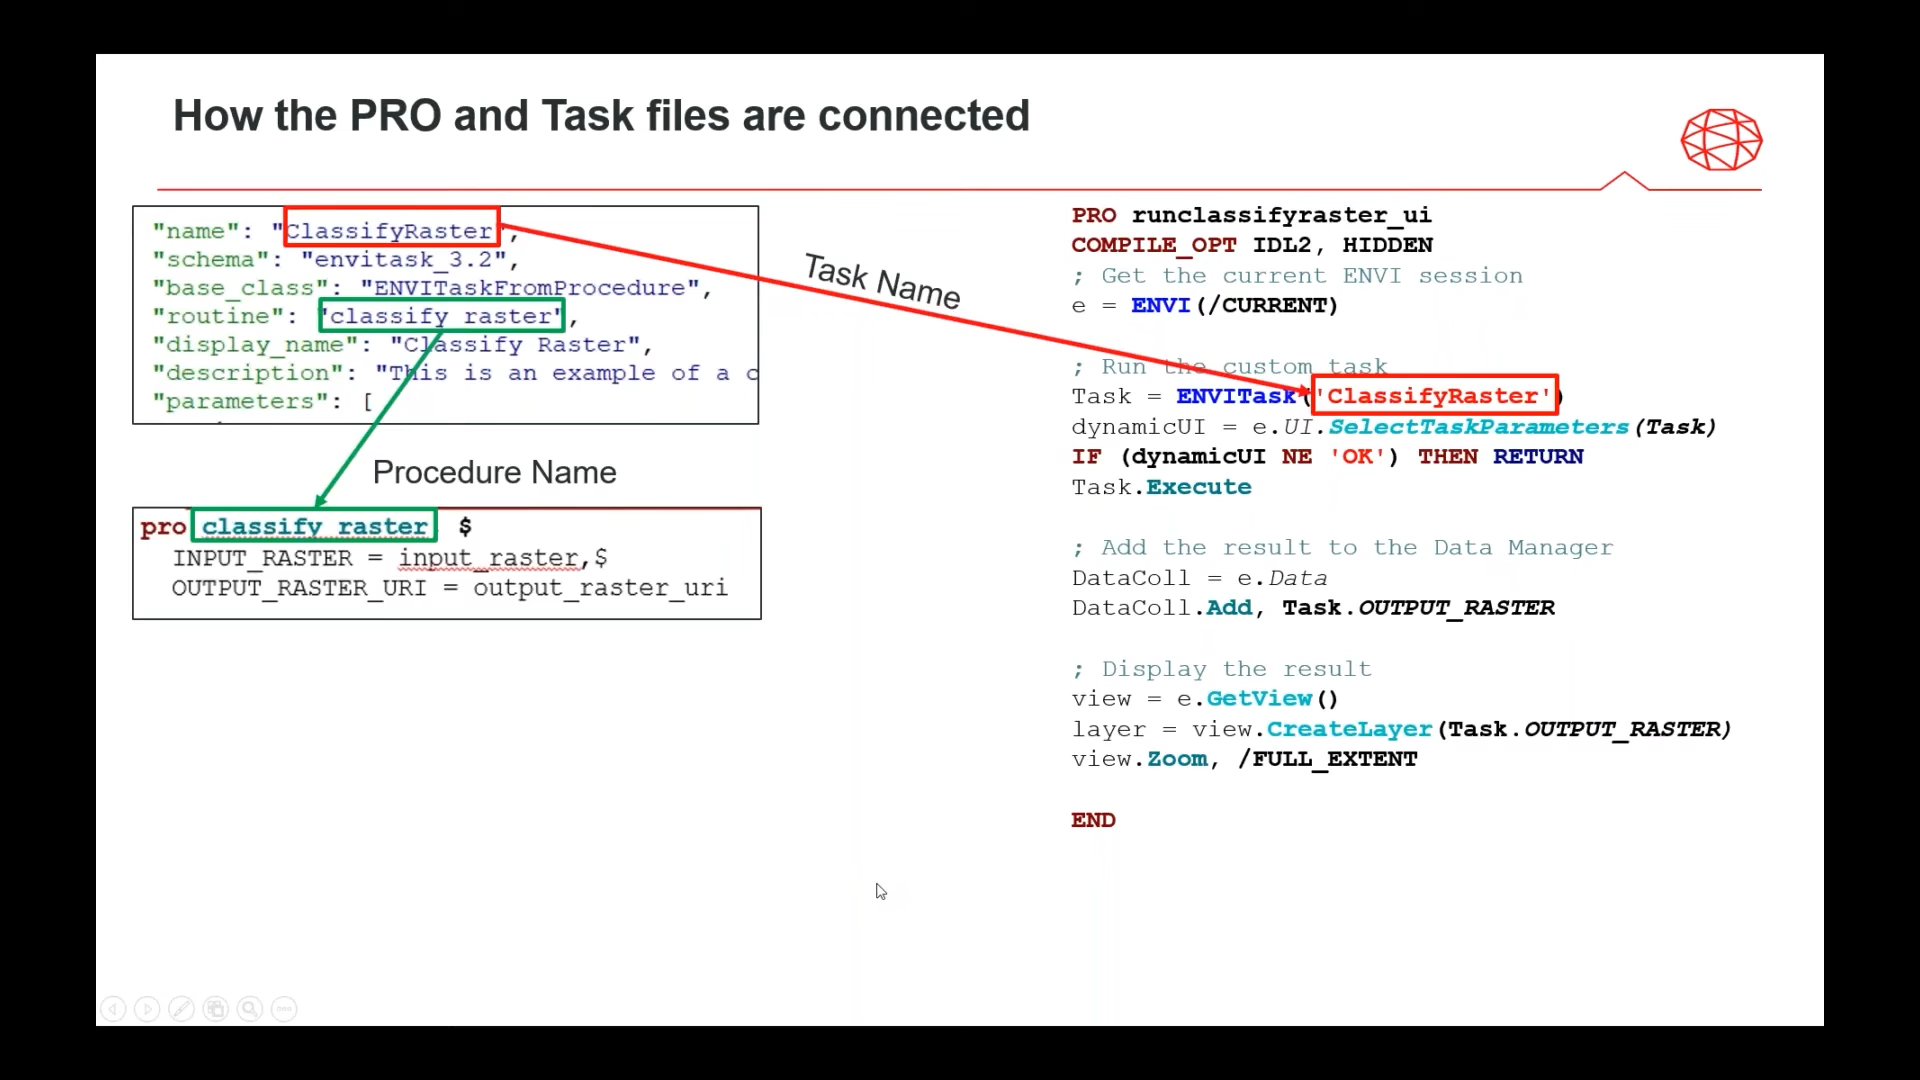 How the PRO and Task files are connected
"name": "ClassifyRaster",
"schema": "envitask_3.2",
"base_class": "ENVITaskFromProcedure",
"routine": "classify_raster",
"display_name": "Classify Raster",
"description": "This is an example of a c
"parameters": [
Task Name
Procedure Name
pro classify_raster $
INPUT_RASTER = input_raster,$
OUTPUT_RASTER_URI = output_raster_uri
PRO runclassifyraster_ui
COMPILE_OPT IDL2, HIDDEN
; Get the current ENVI session
e = ENVI(/CURRENT)
; Run the custom task
Task = ENVITask('ClassifyRaster')
dynamicUI = e.UI.SelectTaskParameters(Task)
IF (dynamicUI NE 'OK') THEN RETURN
Task.Execute
; Add the result to the Data Manager
DataColl = e.Data
DataColl.Add, Task.OUTPUT_RASTER
; Display the result
view = e.GetView()
layer = view.CreateLayer(Task.OUTPUT_RASTER)
view.Zoom, /FULL_EXTENT
END